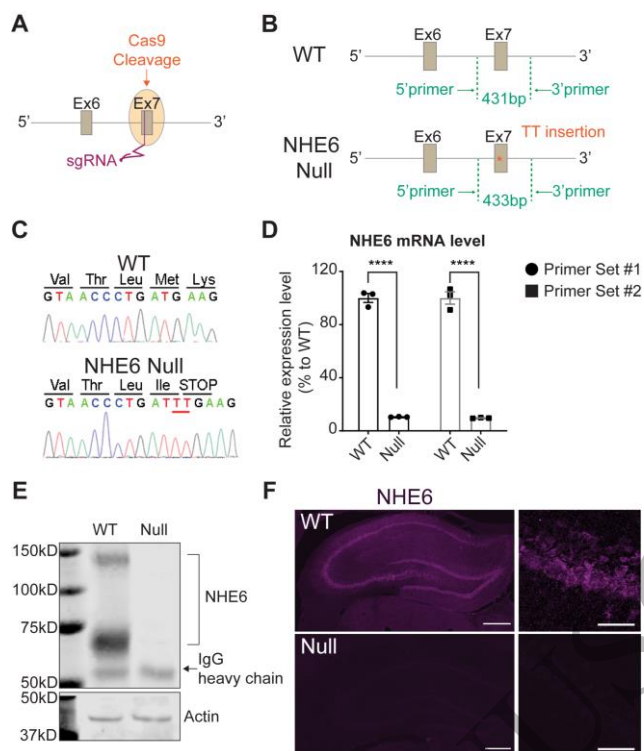 A
Cas9
Cleavage
Ex6
Ex7
5’
3’
sgRNA
B
WT
5’
Ex6
Ex7
3’
5’primer
431bp
3’primer
NHE6
Null
5’
Ex6
Ex7
TT insertion
3’
5’primer
433bp
3’primer
C
WT
Val Thr Leu Met Lys
GTAACCCTGATGAAG
NHE6 Null
Val Thr Leu Ile STOP
GTAACCCTGATTTGAAG
D
NHE6 mRNA level
Relative expression level
(% to WT)
120
80
40
0
****
****
WT
Null
WT
Null
Primer Set #1
Primer Set #2
E
WT Null
150kD
100kD
75kD
50kD
50kD
37kD
NHE6
IgG
heavy chain
Actin
F
NHE6
WT
Null